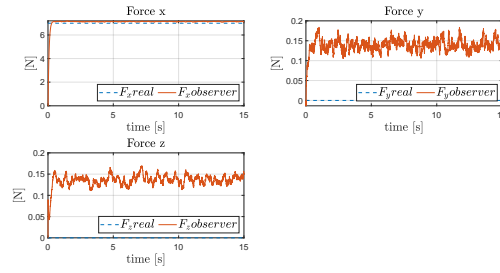 Force x
[N]
6
4
2
0
F_x real F_x observer
0 5 10 15
time [s]
Force y
[N]
0.2
0.15
0.1
0.05
0
F_y real F_y observer
0 5 10 15
time [s]
Force z
[N]
0.2
0.15
0.1
0.05
0
F_z real F_z observer
0 5 10 15
time [s]